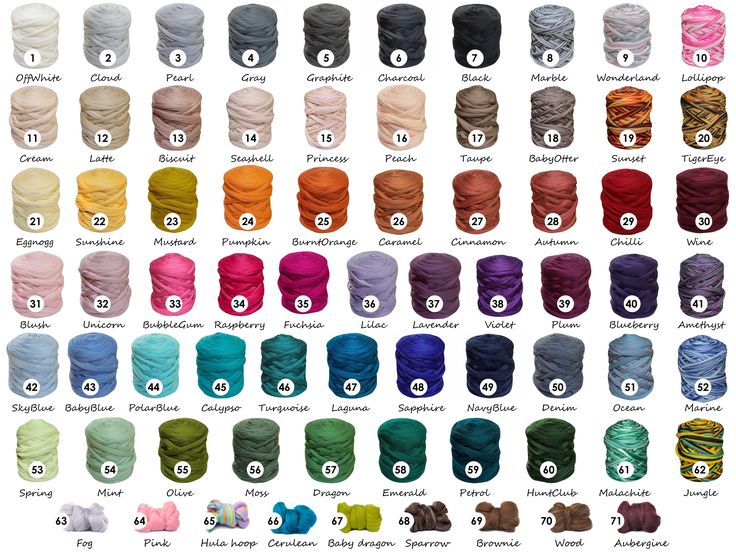 1 2 3 4 5 6 7 8 9 10
OffWhite Cloud Pearl Gray Graphite Charcoal Black Marble Wonderland Lollipop
11 12 13 14 15 16 17 18 19 20
Cream Latte Biscuit Seashell Princess Peach Taupe BabyOtter Sunset TigerEye
21 22 23 24 25 26 27 28 29 30
Eggnogg Sunshine Mustard Pumpkin BurntOrange Caramel Cinnamon Autumn Chilli Wine
31 32 33 34 35 36 37 38 39 40 41
Blush Unicorn BubbleGum Raspberry Fuchsia Lilac Lavender Violet Plum Blueberry Amethyst
42 43 44 45 46 47 48 49 50 51 52
SkyBlue BabyBlue PolarBlue Calypso Turquoise Laguna Sapphire NavyBlue Denim Ocean Marine
53 54 55 56 57 58 59 60 61 62
Spring Mint Olive Moss Dragon Emerald Petrol HuntClub Malachite Jungle
63 64 65 66 67 68 69 70 71
Fog Pink Hula hoop Cerulean Baby dragon Sparrow Brownie Wood Aubergine